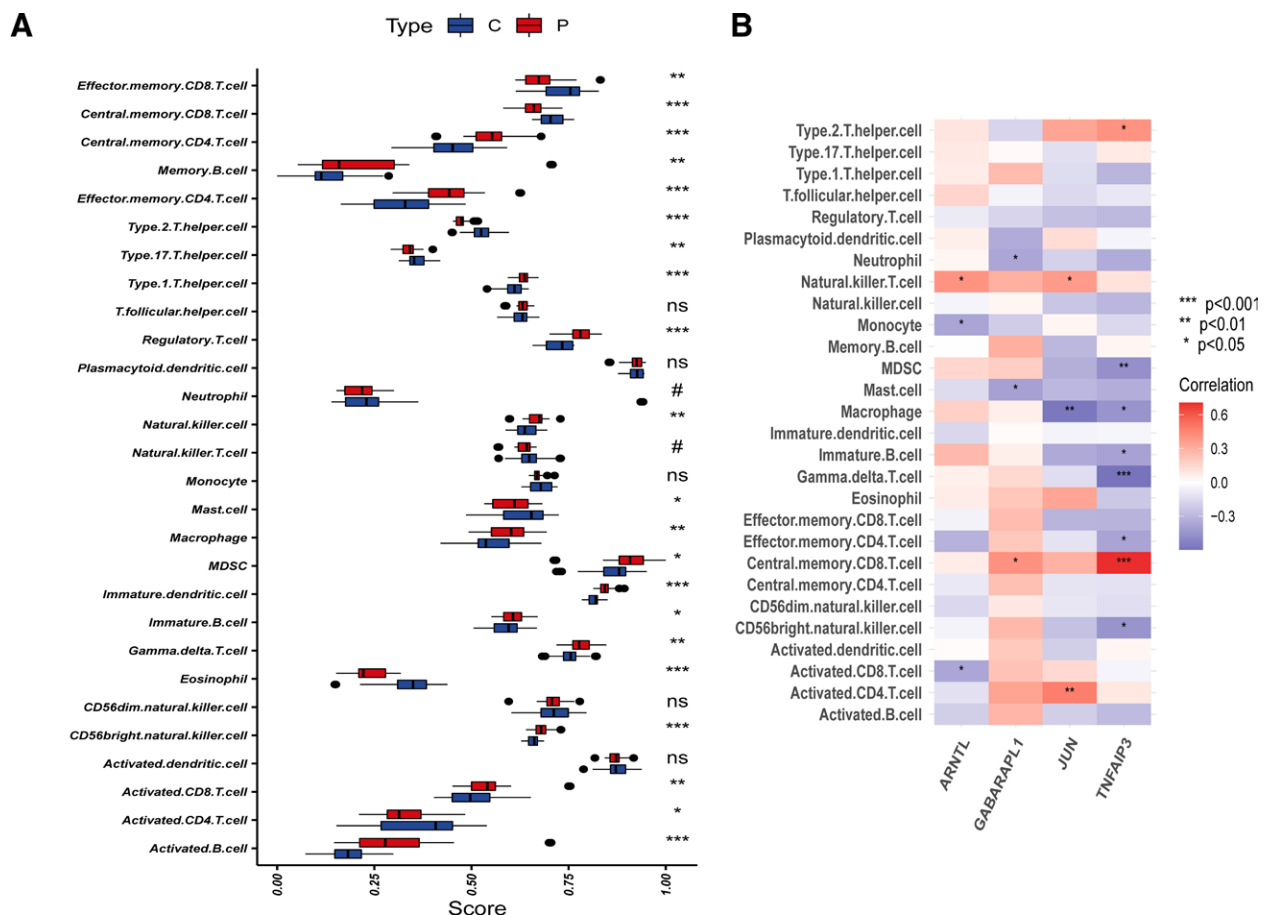 A
Type C P
Effector.memory.CD8.T.cell **
Central.memory.CD8.T.cell ***
Central.memory.CD4.T.cell ***
Memory.B.cell **
Effector.memory.CD4.T.cell ***
Type.2.T.helper.cell ***
Type.17.T.helper.cell **
Type.1.T.helper.cell ***
T.follicular.helper.cell ns
Regulatory.T.cell ***
Plasmacytoid.dendritic.cell ns
Neutrophil #
Natural.killer.cell **
Natural.killer.T.cell #
Monocyte ns
Mast.cell *
Macrophage **
MDSC *
Immature.dendritic.cell ***
Immature.B.cell *
Gamma.delta.T.cell **
Eosinophil ***
CD56dim.natural.killer.cell ns
CD56bright.natural.killer.cell ***
Activated.dendritic.cell ns
Activated.CD8.T.cell **
Activated.CD4.T.cell *
Activated.B.cell ***
0.00 0.25 0.50 0.75 1.00
Score
B
Type.2.T.helper.cell *
Type.17.T.helper.cell
Type.1.T.helper.cell
T.follicular.helper.cell
Regulatory.T.cell
Plasmacytoid.dendritic.cell
Neutrophil *
Natural.killer.T.cell * *
Natural.killer.cell
Monocyte *
Memory.B.cell
MDSC **
Mast.cell *
Macrophage ** *
Immature.dendritic.cell
Immature.B.cell *
Gamma.delta.T.cell ***
Eosinophil
Effector.memory.CD8.T.cell
Effector.memory.CD4.T.cell *
Central.memory.CD8.T.cell * ***
Central.memory.CD4.T.cell
CD56dim.natural.killer.cell
CD56bright.natural.killer.cell *
Activated.dendritic.cell
Activated.CD8.T.cell *
Activated.CD4.T.cell **
Activated.B.cell
ARNTL GABARAPL1 JUN TNFAIP3
*** p<0.001
** p<0.01
* p<0.05
Correlation
0.6
0.3
0.0
−0.3